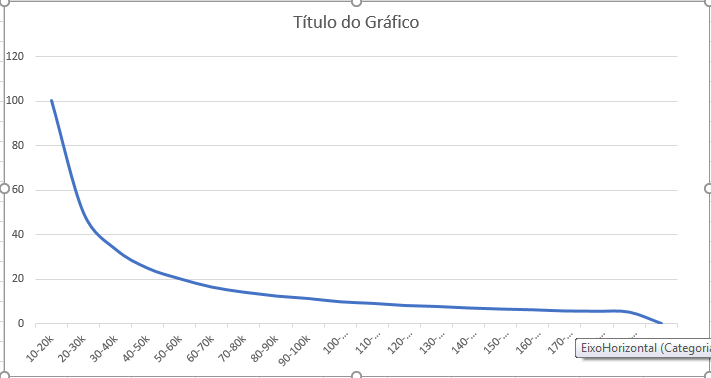 Título do Gráfico
120
100
80
60
40
20
0
10-20k
20-30k
30-40k
40-50k
50-60k
60-70k
70-80k
80-90k
90-100k
100-...
110-...
120-...
130-...
140-...
150-...
160-...
170-...
EixoHorizontal (Categoria